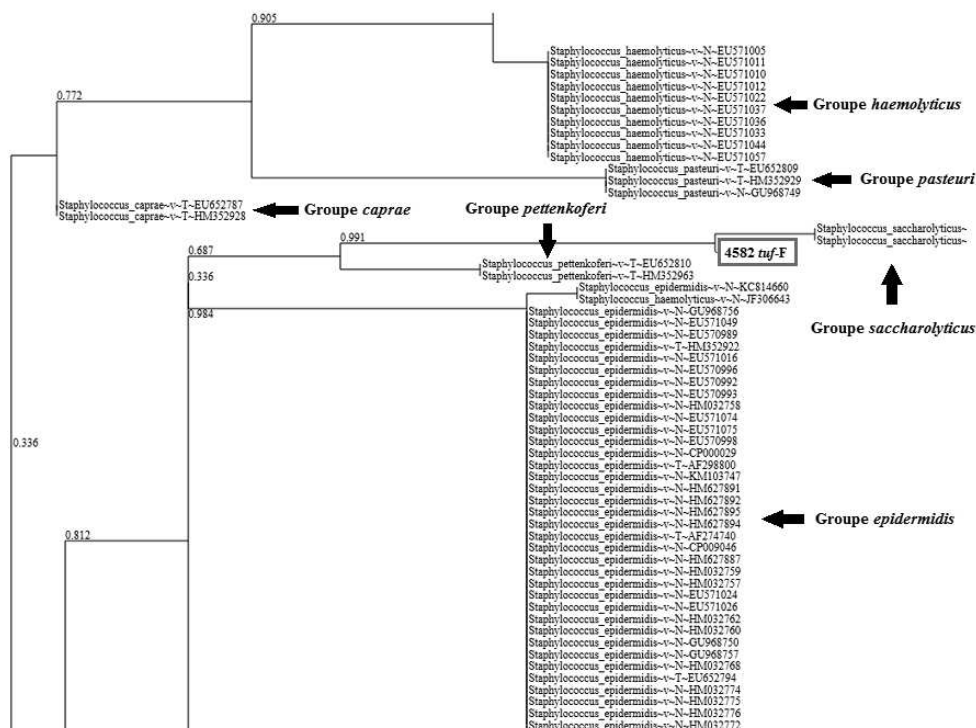 0.905
Staphylococcus_haemolyticus~v~N~EU571005
Staphylococcus_haemolyticus~v~N~EU571011
Staphylococcus_haemolyticus~v~N~EU571010
Staphylococcus_haemolyticus~v~N~EU571012
Staphylococcus_haemolyticus~v~N~EU571022
Staphylococcus_haemolyticus~v~N~EU571037
Staphylococcus_haemolyticus~v~N~EU571036
Staphylococcus_haemolyticus~v~N~EU571033
Staphylococcus_haemolyticus~v~N~EU571044
Staphylococcus_haemolyticus~v~N~EU571057
Groupe haemolyticus
0.772
Staphylococcus_pasteuri~v~T~EU652809
Staphylococcus_pasteuri~v~T~HM352929
Staphylococcus_pasteuri~v~N~GU968749
Groupe pasteuri
Staphylococcus_caprae~v~T~EU652787
Staphylococcus_caprae~v~T~HM352928
Groupe caprae
Groupe pettenkoferi
Staphylococcus_saccharolyticus~
Staphylococcus_saccharolyticus~
0.991
4582 tuf-F
0.687
Staphylococcus_pettenkoferi~v~T~EU652810
Staphylococcus_pettenkoferi~v~T~HM352963
0.336
Staphylococcus_epidermidis~v~N~KC814660
Staphylococcus_haemolyticus~v~N~JF306643
Groupe saccharolyticus
0.984
Staphylococcus_epidermidis~v~N~GU968756
Staphylococcus_epidermidis~v~N~EU571049
Staphylococcus_epidermidis~v~N~EU570989
Staphylococcus_epidermidis~v~T~HM352922
Staphylococcus_epidermidis~v~N~EU571016
Staphylococcus_epidermidis~v~N~EU570996
Staphylococcus_epidermidis~v~N~EU570992
Staphylococcus_epidermidis~v~N~EU570993
Staphylococcus_epidermidis~v~N~HM032758
Staphylococcus_epidermidis~v~N~EU571074
Staphylococcus_epidermidis~v~N~EU571075
Staphylococcus_epidermidis~v~N~EU570998
Staphylococcus_epidermidis~v~N~CP000029
Staphylococcus_epidermidis~v~T~AF298800
Staphylococcus_epidermidis~v~N~KM103747
Staphylococcus_epidermidis~v~N~HM627891
Staphylococcus_epidermidis~v~N~HM627892
Staphylococcus_epidermidis~v~N~HM627895
Staphylococcus_epidermidis~v~N~HM627894
Staphylococcus_epidermidis~v~T~AF274740
Staphylococcus_epidermidis~v~N~CP009046
Staphylococcus_epidermidis~v~N~HM627887
Staphylococcus_epidermidis~v~N~HM032759
Staphylococcus_epidermidis~v~N~HM032757
Staphylococcus_epidermidis~v~N~EU571024
Staphylococcus_epidermidis~v~N~EU571026
Staphylococcus_epidermidis~v~N~HM032762
Staphylococcus_epidermidis~v~N~HM032760
Staphylococcus_epidermidis~v~N~GU968750
Staphylococcus_epidermidis~v~N~GU968757
Staphylococcus_epidermidis~v~N~HM032768
Staphylococcus_epidermidis~v~T~EU652794
Staphylococcus_epidermidis~v~N~HM032774
Staphylococcus_epidermidis~v~N~HM032775
Staphylococcus_epidermidis~v~N~HM032776
Staphylococcus_epidermidis~v~N~HM032772
Groupe epidermidis
0.336
0.812